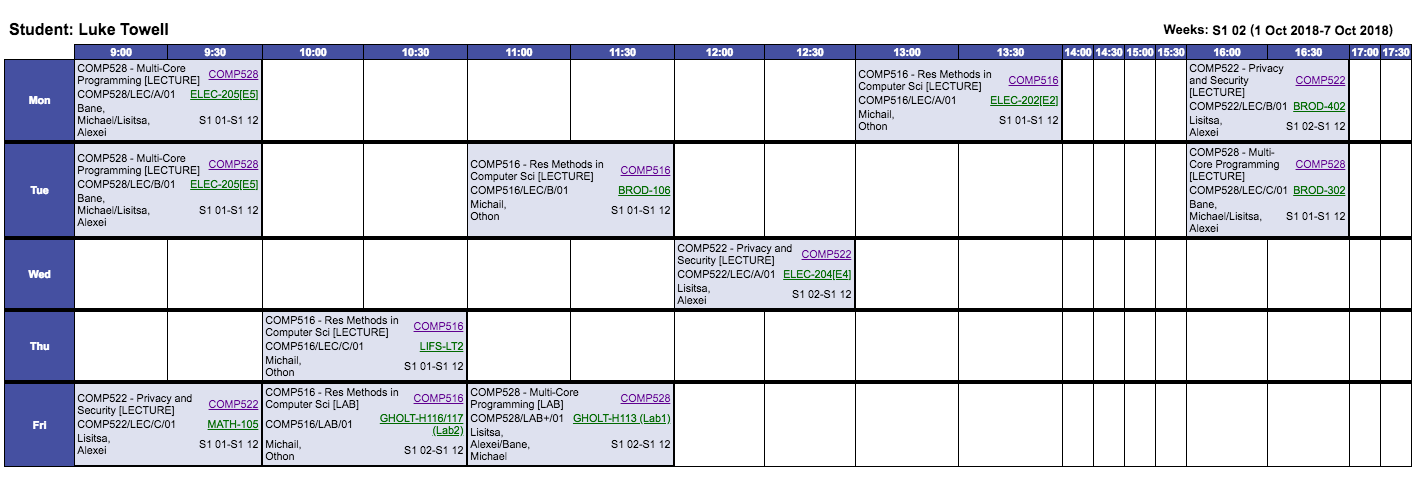 Student: Luke Towell
Weeks: S1 02 (1 Oct 2018-7 Oct 2018)
9:00 9:30 10:00 10:30 11:00 11:30 12:00 12:30 13:00 13:30 14:00 14:30 15:00 15:30 16:00 16:30 17:00 17:30
Mon
COMP528 - Multi-Core
Programming [LECTURE]
COMP528
COMP528/LEC/A/01
ELEC-205[E5]
Bane,
Michael/Lisitsa,
Alexei
S1 01-S1 12
COMP516 - Res Methods in
Computer Sci [LECTURE]
COMP516
COMP516/LEC/A/01
ELEC-202[E2]
Michail,
Othon
S1 01-S1 12
COMP522 - Privacy
and Security
[LECTURE]
COMP522
COMP522/LEC/B/01
BROD-402
Lisitsa,
Alexei
S1 02-S1 12
Tue
COMP528 - Multi-Core
Programming [LECTURE]
COMP528
COMP528/LEC/B/01
ELEC-205[E5]
Bane,
Michael/Lisitsa,
Alexei
S1 01-S1 12
COMP516 - Res Methods in
Computer Sci [LECTURE]
COMP516
COMP516/LEC/B/01
BROD-106
Michail,
Othon
S1 01-S1 12
COMP528 - Multi-
Core Programming
[LECTURE]
COMP528
COMP528/LEC/C/01
BROD-302
Bane,
Michael/Lisitsa,
Alexei
S1 01-S1 12
Wed
COMP522 - Privacy and
Security [LECTURE]
COMP522
COMP522/LEC/A/01
ELEC-204[E4]
Lisitsa,
Alexei
S1 02-S1 12
Thu
COMP516 - Res Methods in
Computer Sci [LECTURE]
COMP516
COMP516/LEC/C/01
LIFS-LT2
Michail,
Othon
S1 01-S1 12
Fri
COMP522 - Privacy and
Security [LECTURE]
COMP522
COMP522/LEC/C/01
MATH-105
Lisitsa,
Alexei
S1 01-S1 12
COMP516 - Res Methods in
Computer Sci [LAB]
COMP516
COMP516/LAB/01
GHOLT-H116/117
(Lab2)
Michail,
Othon
S1 02-S1 12
COMP528 - Multi-Core
Programming [LAB]
COMP528
COMP528/LAB+/01
GHOLT-H113 (Lab1)
Lisitsa,
Alexei/Bane,
Michael
S1 02-S1 12